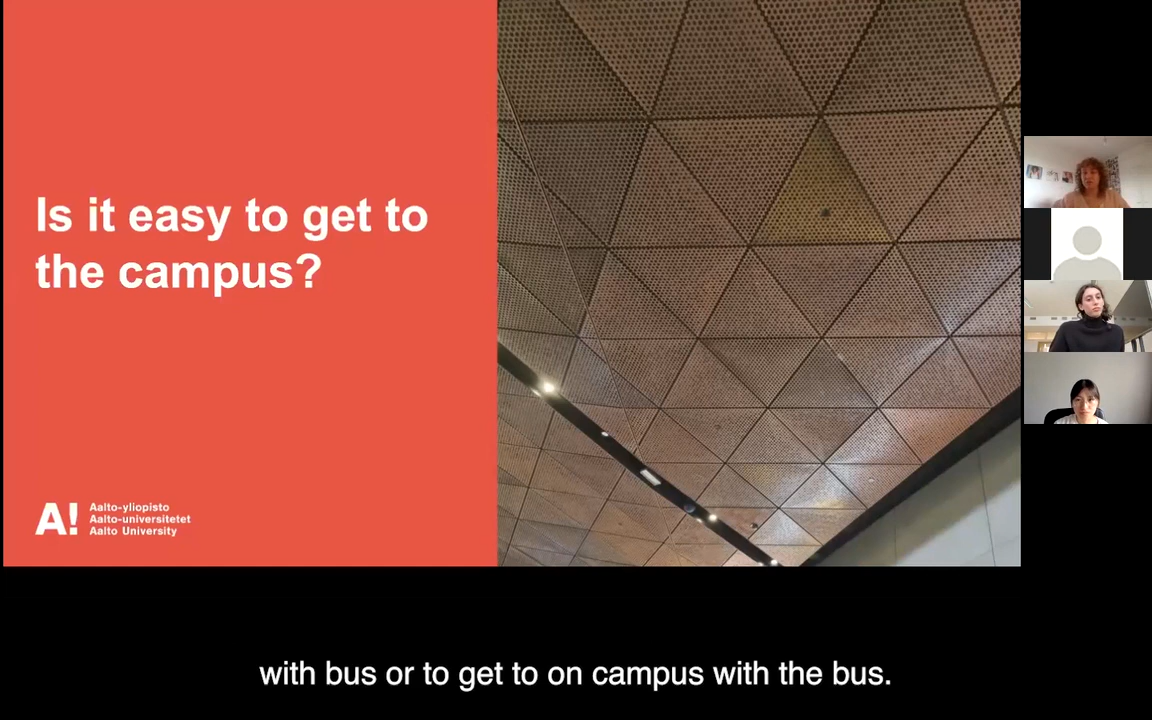 Is it easy to get to
the campus?
A!
Aalto-yliopisto
Aalto-universitetet
Aalto University
with bus or to get to on campus with the bus.